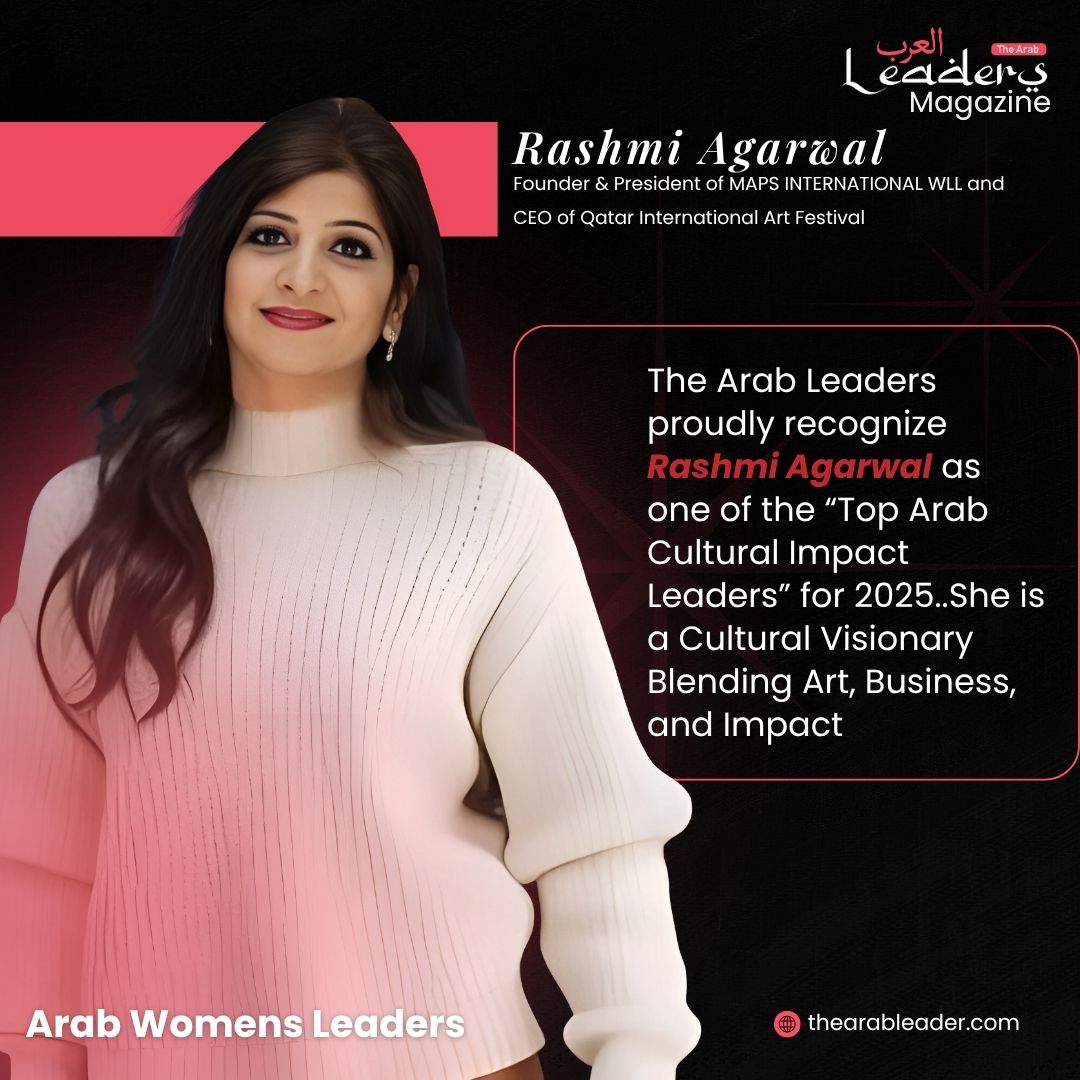 العرب
The Arab
Leaders
Magazine
Rashmi Agarwal
Founder & President of MAPS INTERNATIONAL WLL and
CEO of Qatar International Art Festival
The Arab Leaders
proudly recognize
Rashmi Agarwal as
one of the “Top Arab
Cultural Impact
Leaders” for 2025..She is
a Cultural Visionary
Blending Art, Business,
and Impact
Arab Womens Leaders
thearableader.com